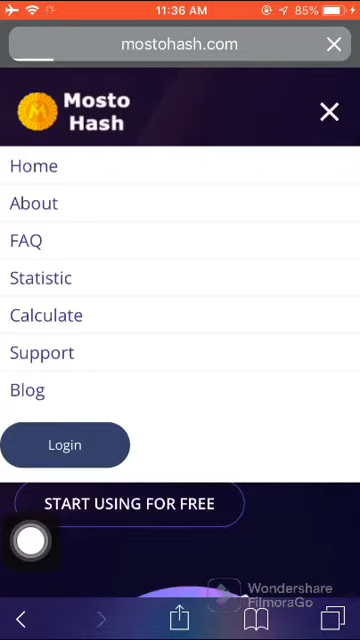 11:36 AM
85%
mostohash.com
Mosto
Hash
Home
About
FAQ
Statistic
Calculate
Support
Blog
Login
START USING FOR FREE
Wondershare
FilmoraGo